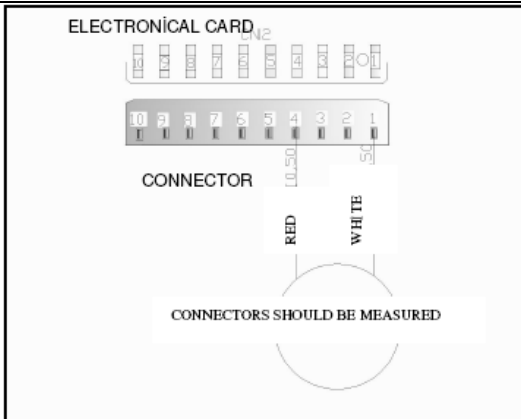 ELECTRONİCAL CARD
CN2
10 9 8 7 6 5 4 3 2 1
10 9 8 7 6 5 4 3 2 1
CONNECTOR
RED
WHITE
CONNECTORS SHOULD BE MEASURED